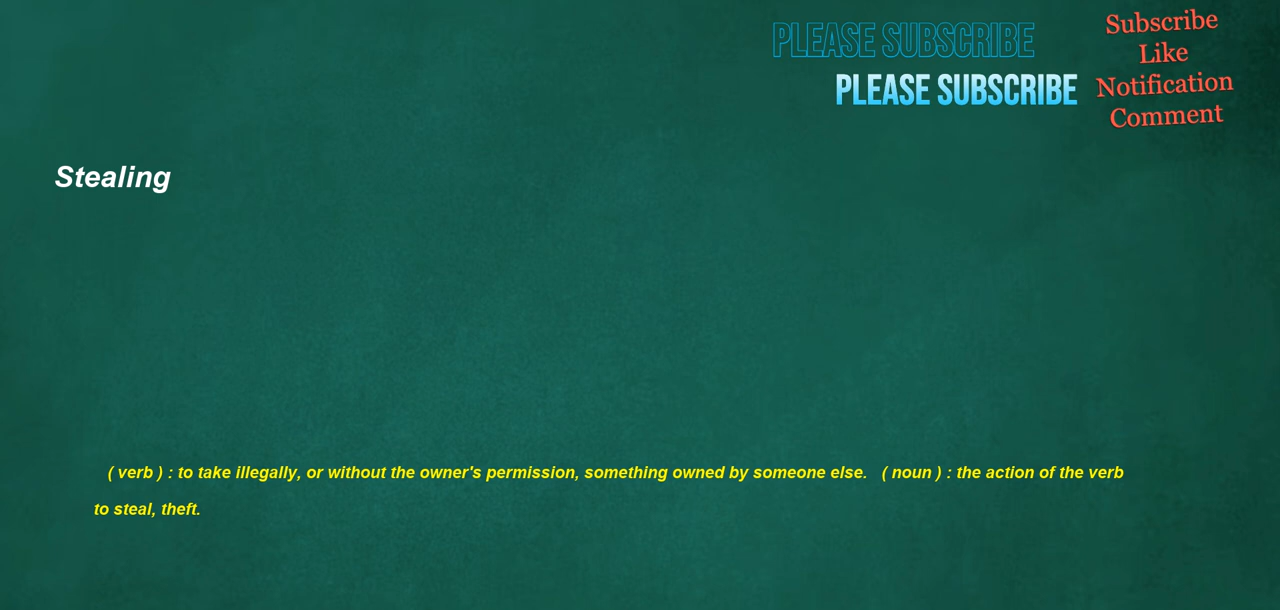 PLEASE SUBSCRIBE
PLEASE SUBSCRIBE
Subscribe
Like
Notification
Comment
Stealing
( verb ) : to take illegally, or without the owner's permission, something owned by someone else. ( noun ) : the action of the verb
to steal, theft.